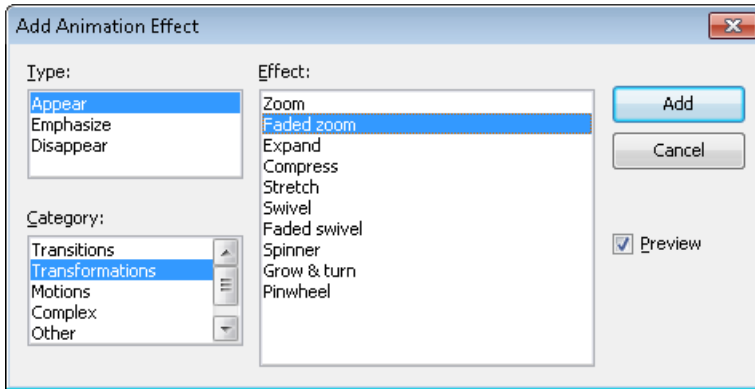 Add Animation Effect
Type:
Appear
Emphasize
Disappear
Category:
Transitions
Transformations
Motions
Complex
Other
Effect:
Zoom
Faded zoom
Expand
Compress
Stretch
Swivel
Faded swivel
Spinner
Grow & turn
Pinwheel
Add
Cancel
Preview